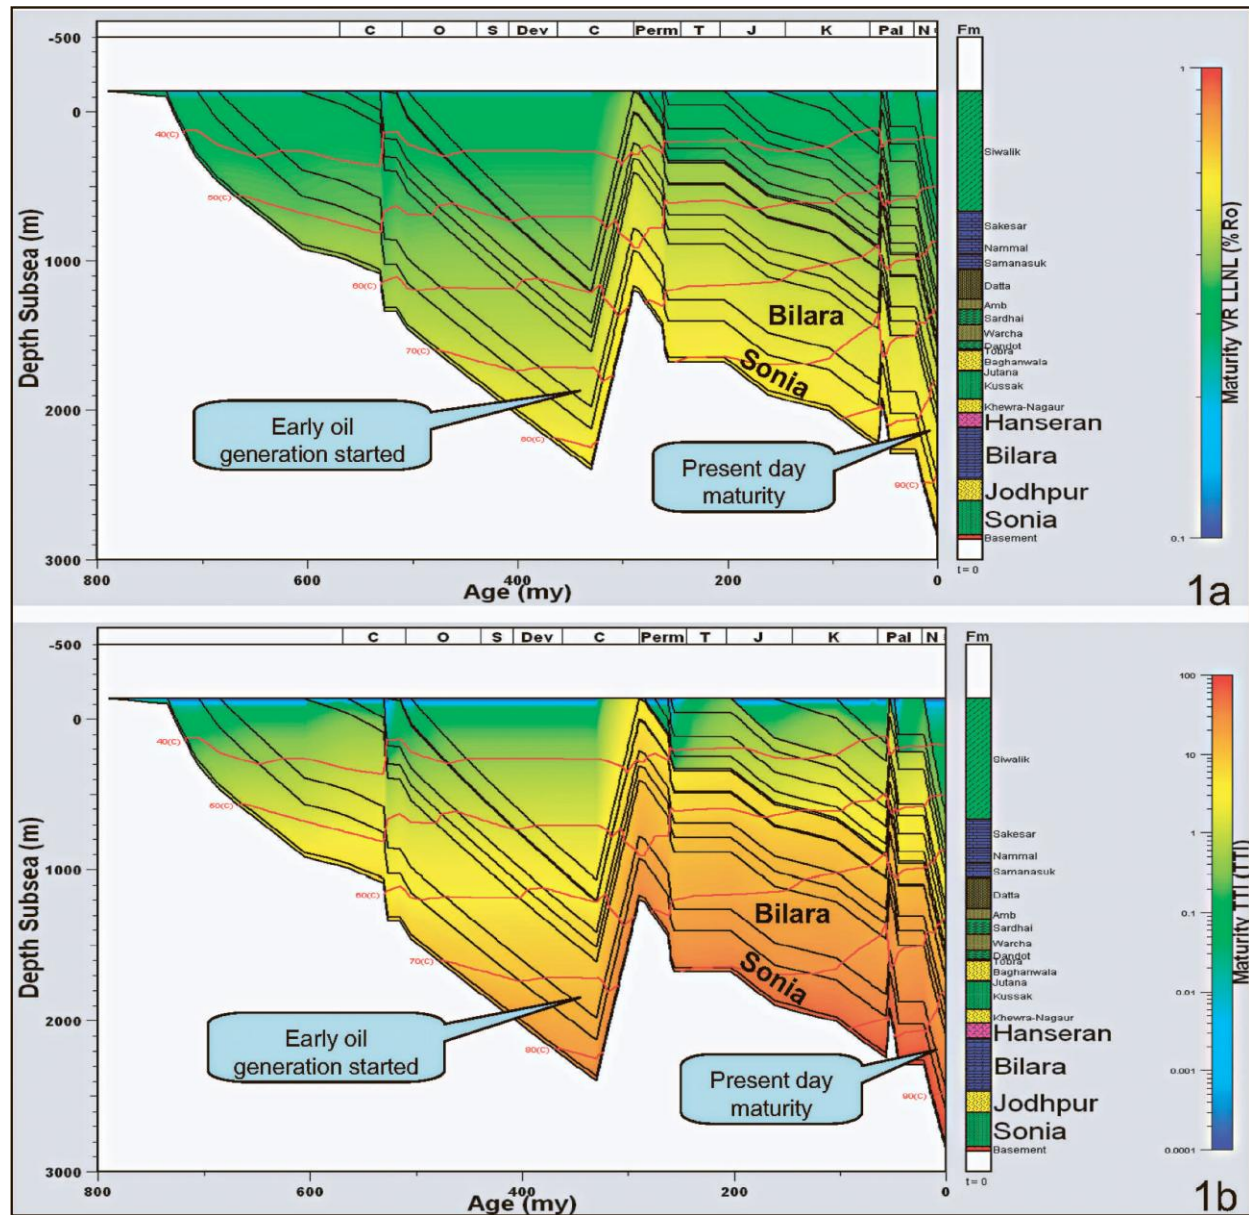 C O S Dev C Perm T J K Pal N Fm
-500
0
1000
2000
3000
Depth Subsea (m)
40(C)
60(C)
70(C)
80(C)
90(C)
Bilara
Sonia
Early oil
generation started
Present day
maturity
800 600 400 200 0
Age (my)
Siwalik
Sakesar
Nammal
Samanasuk
Datta
Amb
Sardhai
Warcha
Dandot
Tobra
Baghanwala
Jutana
Kussak
Khewra-Nagaur
Hanseran
Bilara
Jodhpur
Sonia
Basement
t = 0
1
0.1
Maturity VR LLNL (% Ro)
1a
C O S Dev C Perm T J K Pal N Fm
-500
0
1000
2000
3000
Depth Subsea (m)
40(C)
60(C)
70(C)
90(C)
Bilara
Sonia
Early oil
generation started
Present day
maturity
800 600 400 200 0
Age (my)
Siwalik
Sakesar
Nammal
Samanasuk
Datta
Amb
Sardhai
Warcha
Dandot
Tobra
Baghanwala
Jutana
Kussak
Khewra-Nagaur
Hanseran
Bilara
Jodhpur
Sonia
Basement
t = 0
100
10
1
0.1
0.01
0.001
0.0001
Maturity TTI (TTI)
1b